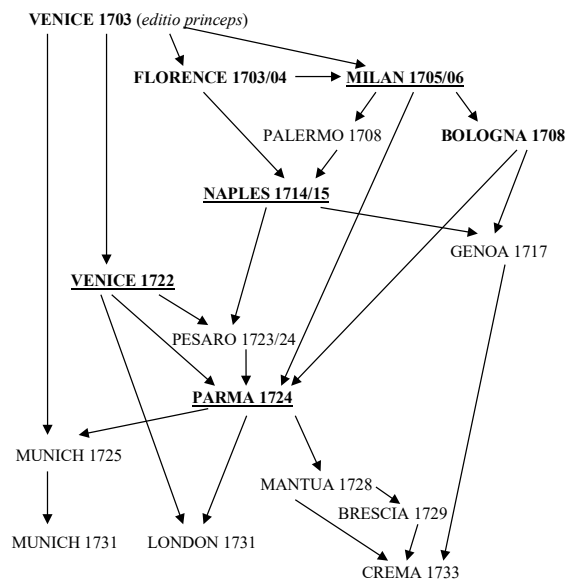 VENICE 1703 (editio princeps)
FLORENCE 1703/04
MILAN 1705/06
PALERMO 1708
BOLOGNA 1708
NAPLES 1714/15
GENOA 1717
VENICE 1722
PESARO 1723/24
PARMA 1724
MUNICH 1725
MANTUA 1728
BRESCIA 1729
MUNICH 1731
LONDON 1731
CREMA 1733